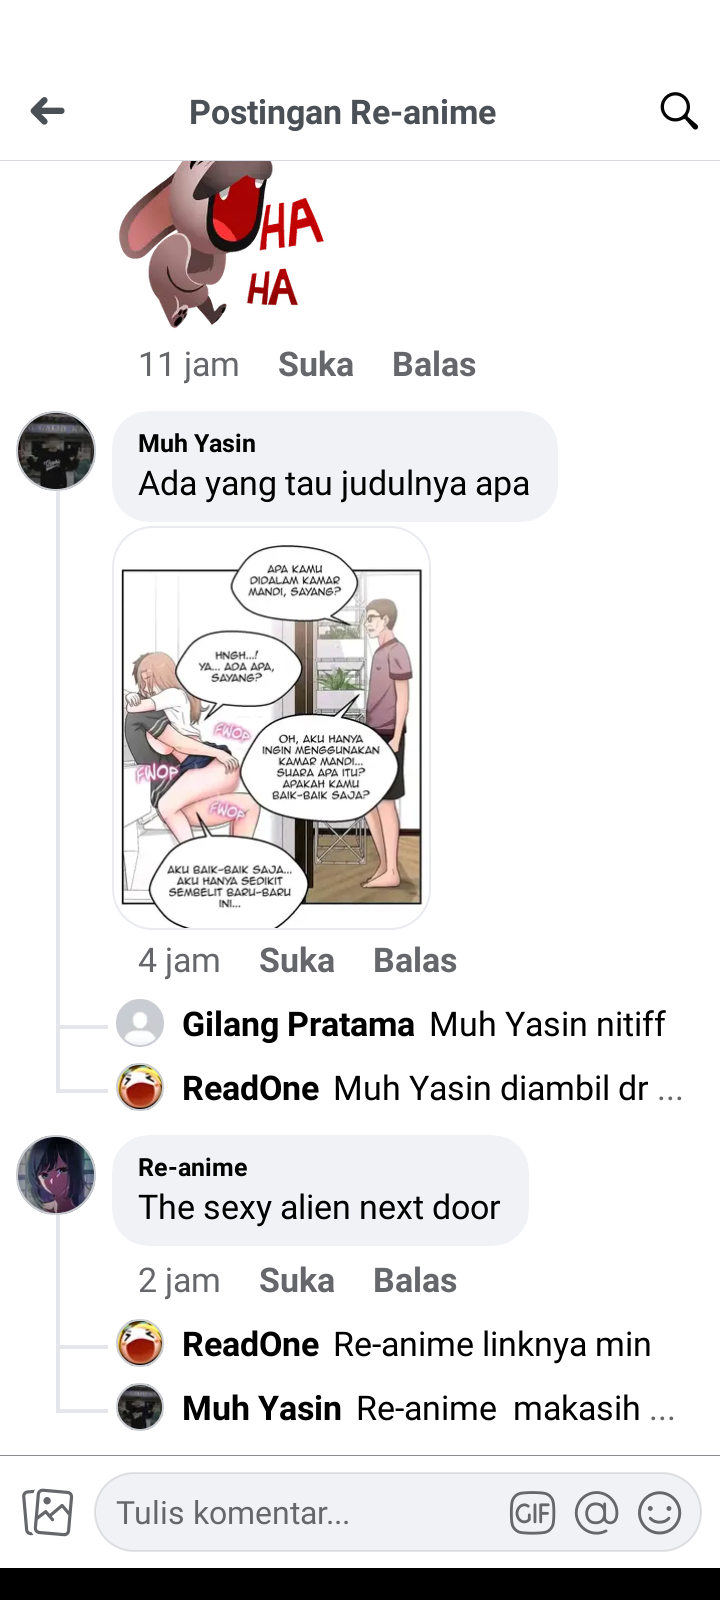 Postingan Re-anime
HA
HA
11 jam Suka Balas
Muh Yasin
Ada yang tau judulnya apa
APA KAMU
DIDALAM KAMAR
MANDI, SAYANG?
HNGH...!
YA... ADA APA,
SAYANG?
FWOP
FWOP
FWOP
OH, AKU HANYA
INGIN MENGGUNAKAN
KAMAR MANDI...
SUARA APA ITU?
APAKAH KAMU
BAIK-BAIK SAJA?
AKU BAIK-BAIK SAJA...
AKU HANYA SEDIKIT
SEMBELIT BARU-BARU
INI...
4 jam Suka Balas
Gilang Pratama Muh Yasin nitiff
ReadOne Muh Yasin diambil dr ...
Re-anime
The sexy alien next door
2 jam Suka Balas
ReadOne Re-anime linknya min
Muh Yasin Re-anime makasih ...
Tulis komentar...
GIF